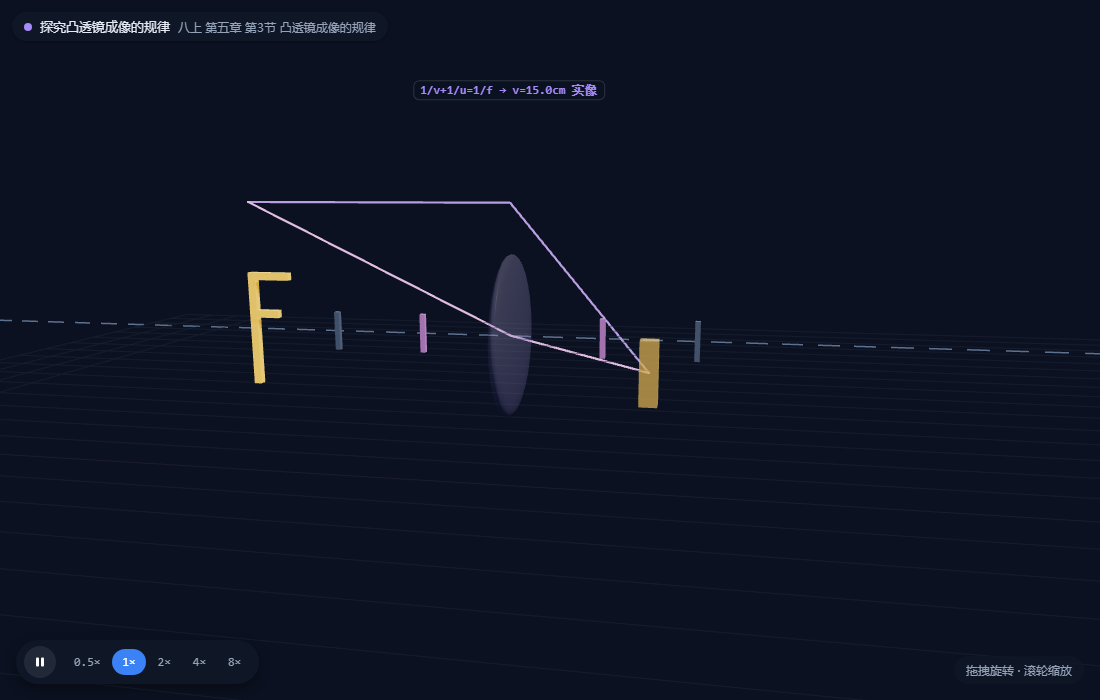 探究凸透镜成像的规律 八上 第五章 第3节 凸透镜成像的规律
1/v+1/u=1/f → v=15.0cm 实像
F
0.5× 1× 2× 4× 8×
拖拽旋转·滚轮缩放